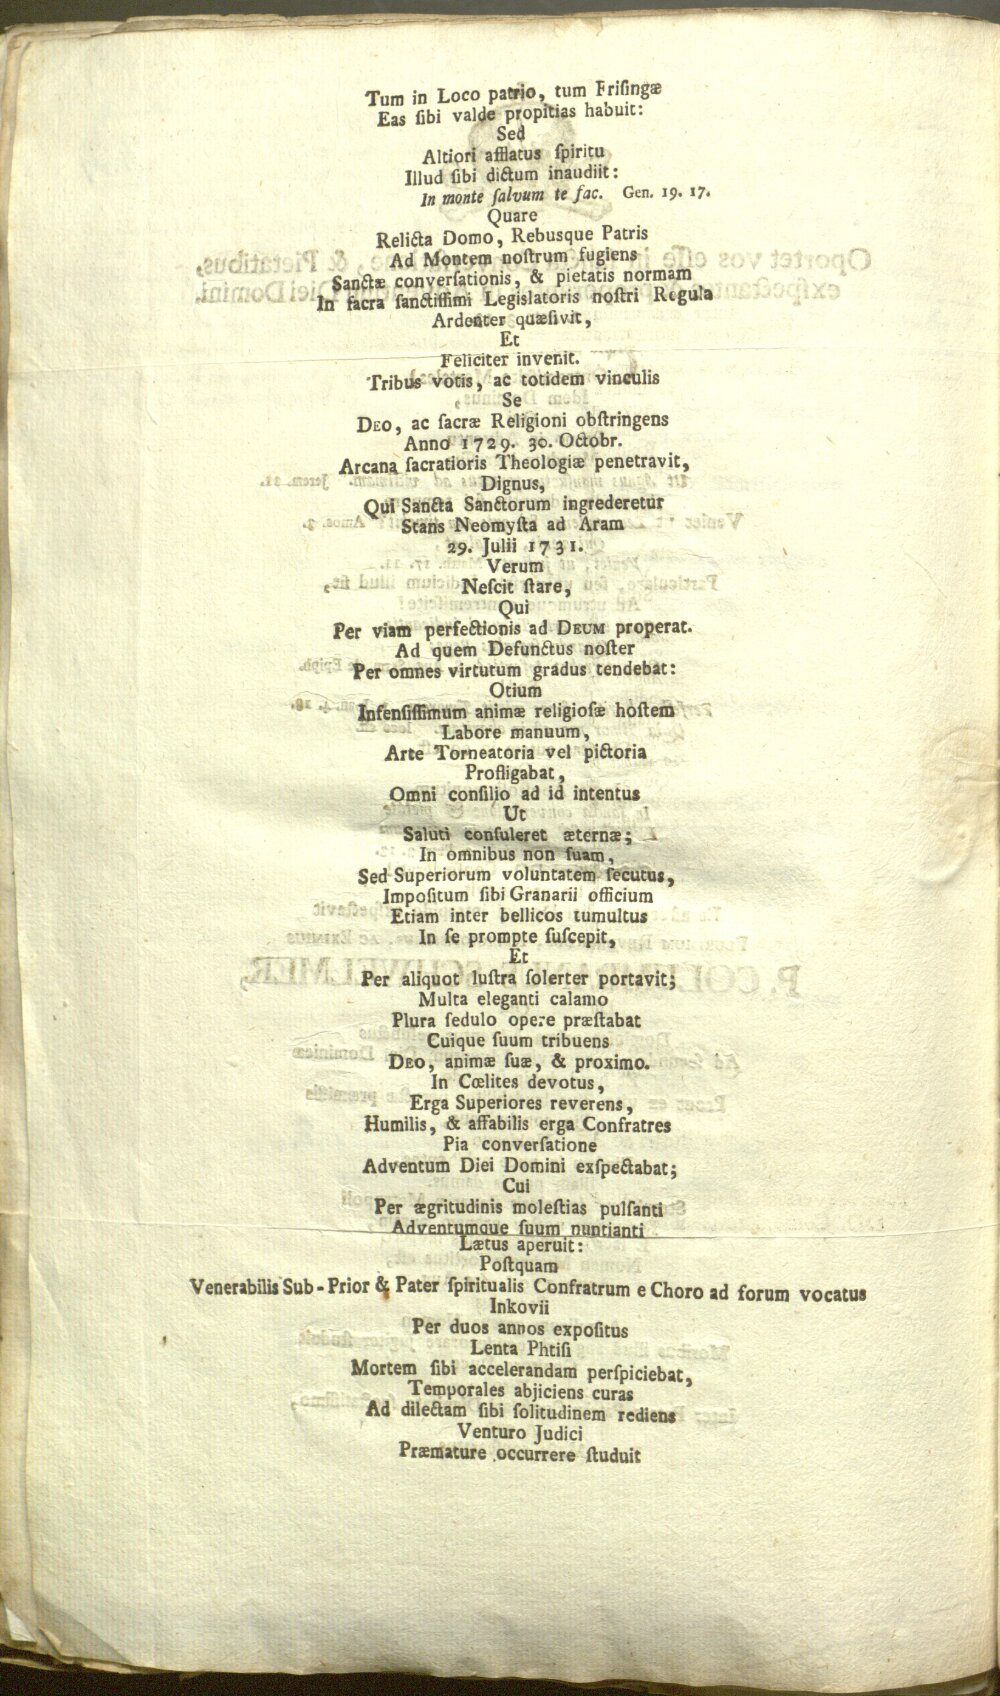 Tum in Loco patrio, tum Friſingæ
Eas ſibi valde propitias habuit:
Sed
Altiori afflatus ſpiritu
Illud ſibi dictum inaudiit:
In monte ſalvum te fac. Gen. 19. 17.
Quare
Relicta Domo, Rebusque Patris
Ad Montem noſtrum fugiens
Sanctæ converſationis, & pietatis normam
In ſacra ſanctiſſimi Legislatoris noſtri Regula
Ardenter quæſivit,
Et
Feliciter invenit.
Tribus votis, ac totidem vinculis
Se
DEO, ac ſacræ Religioni obſtringens
Anno 1729. 30. Octobr.
Arcana ſacratioris Theologiæ penetravit,
Dignus,
Qui Sancta Sanctorum ingrederetur
Stans Neomyſta ad Aram
29. Julii 1731.
Verum
Neſcit ſtare,
Qui
Per viam perfectionis ad DEUM properat.
Ad quem Defunctus noſter
Per omnes virtutum gradus tendebat:
Otium
Infenſiſſimum animæ religioſæ hoſtem
Labore manuum,
Arte Torneatoria vel pictoria
Profligabat,
Omni conſilio ad id intentus
Ut
Saluti conſuleret æternæ;
In omnibus non ſuam,
Sed Superiorum voluntatem ſecutus,
Impoſitum ſibi Granarii officium
Etiam inter bellicos tumultus
In ſe prompte ſuſcepit,
Et
Per aliquot luſtra ſolerter portavit;
Multa eleganti calamo
Plura ſedulo opere præſtabat
Cuique ſuum tribuens
DEO, animæ ſuæ, & proximo.
In Cœlites devotus,
Erga Superiores reverens,
Humilis, & affabilis erga Confratres
Pia converſatione
Adventum Diei Domini exſpectabat;
Cui
Per ægritudinis moleſtias pulſanti
Adventumque ſuum nuntianti
Lætus aperuit:
Poſtquam
Venerabilis Sub-Prior & Pater ſpiritualis Confratrum e Choro ad forum vocatus
Inkovii
Per duos annos expoſitus
Lenta Phtiſi
Mortem ſibi accelerandam perſpiciebat,
Temporales abjiciens curas
Ad dilectam ſibi ſolitudinem rediens
Venturo Judici
Præmature occurrere ſtuduit